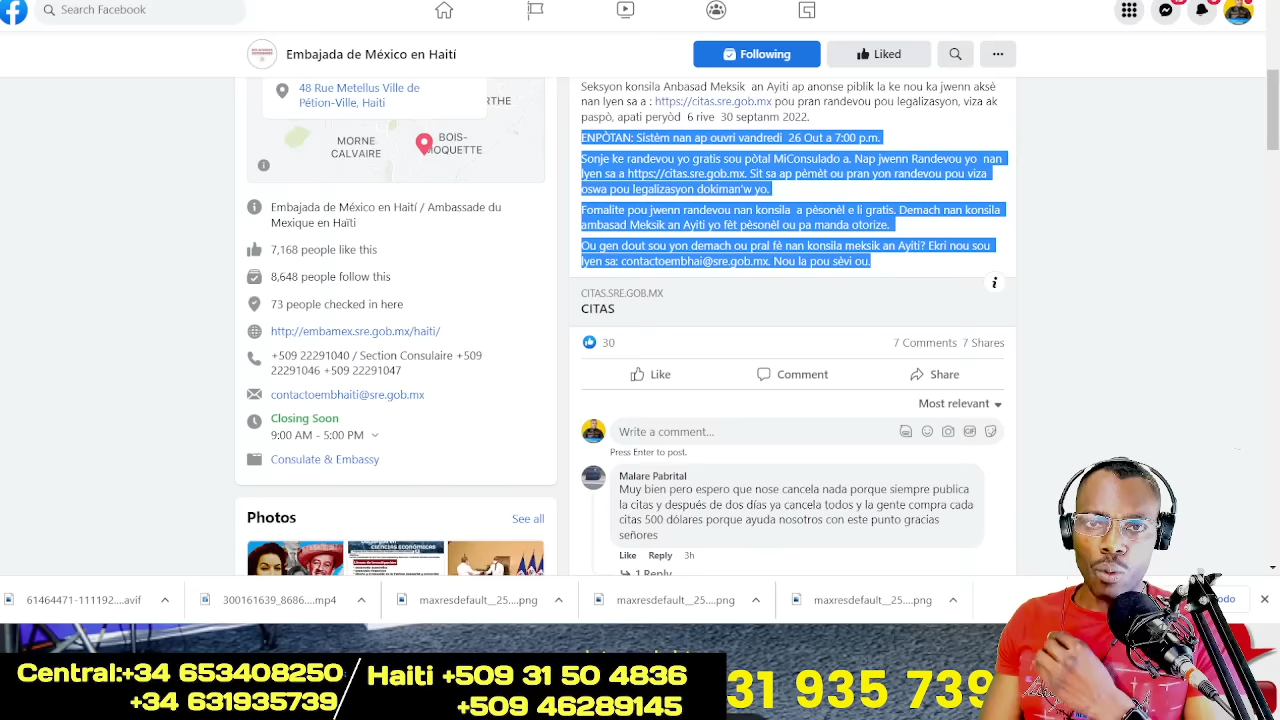 Search Facebook
Embajada de México en Haití
Following
Liked
48 Rue Metellus Ville de
Pétion-Ville, Haiti
MORNE
CALVAIRE
BOIS-
MOQUETTE
Embajada de México en Haití / Ambassade du
Mexique en Haïti
7,168 people like this
8,648 people follow this
73 people checked in here
http://embamex.sre.gob.mx/haiti/
+509 22291040 / Section Consulaire +509
22291046 +509 22291047
contactoembhaiti@sre.gob.mx
Closing Soon
9:00 AM - 5:00 PM
Consulate & Embassy
Photos
See all
Seksyon konsila Anbasad Meksik an Ayiti ap anonse piblik la ke nou ka jwenn aksè
nan lyen sa a : https://citas.sre.gob.mx pou pran randevou pou legalizasyon, viza ak
paspò, apati peryòd 6 rive 30 septanm 2022.
ENPÒTAN: Sistèm nan ap ouvri vandredi 26 Out a 7:00 p.m.
Sonje ke randevou yo gratis sou pòtal MiConsulado a. Nap jwenn Randevou yo nan
lyen sa a https://citas.sre.gob.mx. Sit sa ap pèmèt ou pran yon randevou pou viza
oswa pou legalizasyon dokiman'w yo.
Fomalite pou jwenn randevou nan konsila a pèsonèl e li gratis. Demach nan konsila
ambasad Meksik an Ayiti yo fèt pèsonèl ou pa manda otorize.
Ou gen dout sou yon demach ou pral fè nan konsila meksik an Ayiti? Ekri nou sou
lyen sa: contactoembhai@sre.gob.mx. Nou la pou sèvi ou.
CITAS.SRE.GOB.MX
CITAS
30
7 Comments 7 Shares
Like
Comment
Share
Most relevant
Write a comment...
Press Enter to post.
Malare Pabrital
Muy bien pero espero que nose cancela nada porque siempre publica
la citas y después de dos días ya cancela todos y la gente compra cada
citas 500 dólares porque ayuda nosotros con este punto gracias
señores
Like Reply 3h
1 Reply
61464471-111192....avif
300161639_8686....mp4
maxresdefault__25....png
maxresdefault__25....png
maxresdefault__25....png
Central:+34 653408250 / Haiti +509 31 50 4836
+34 631935739 +509 46289145
31 935 739